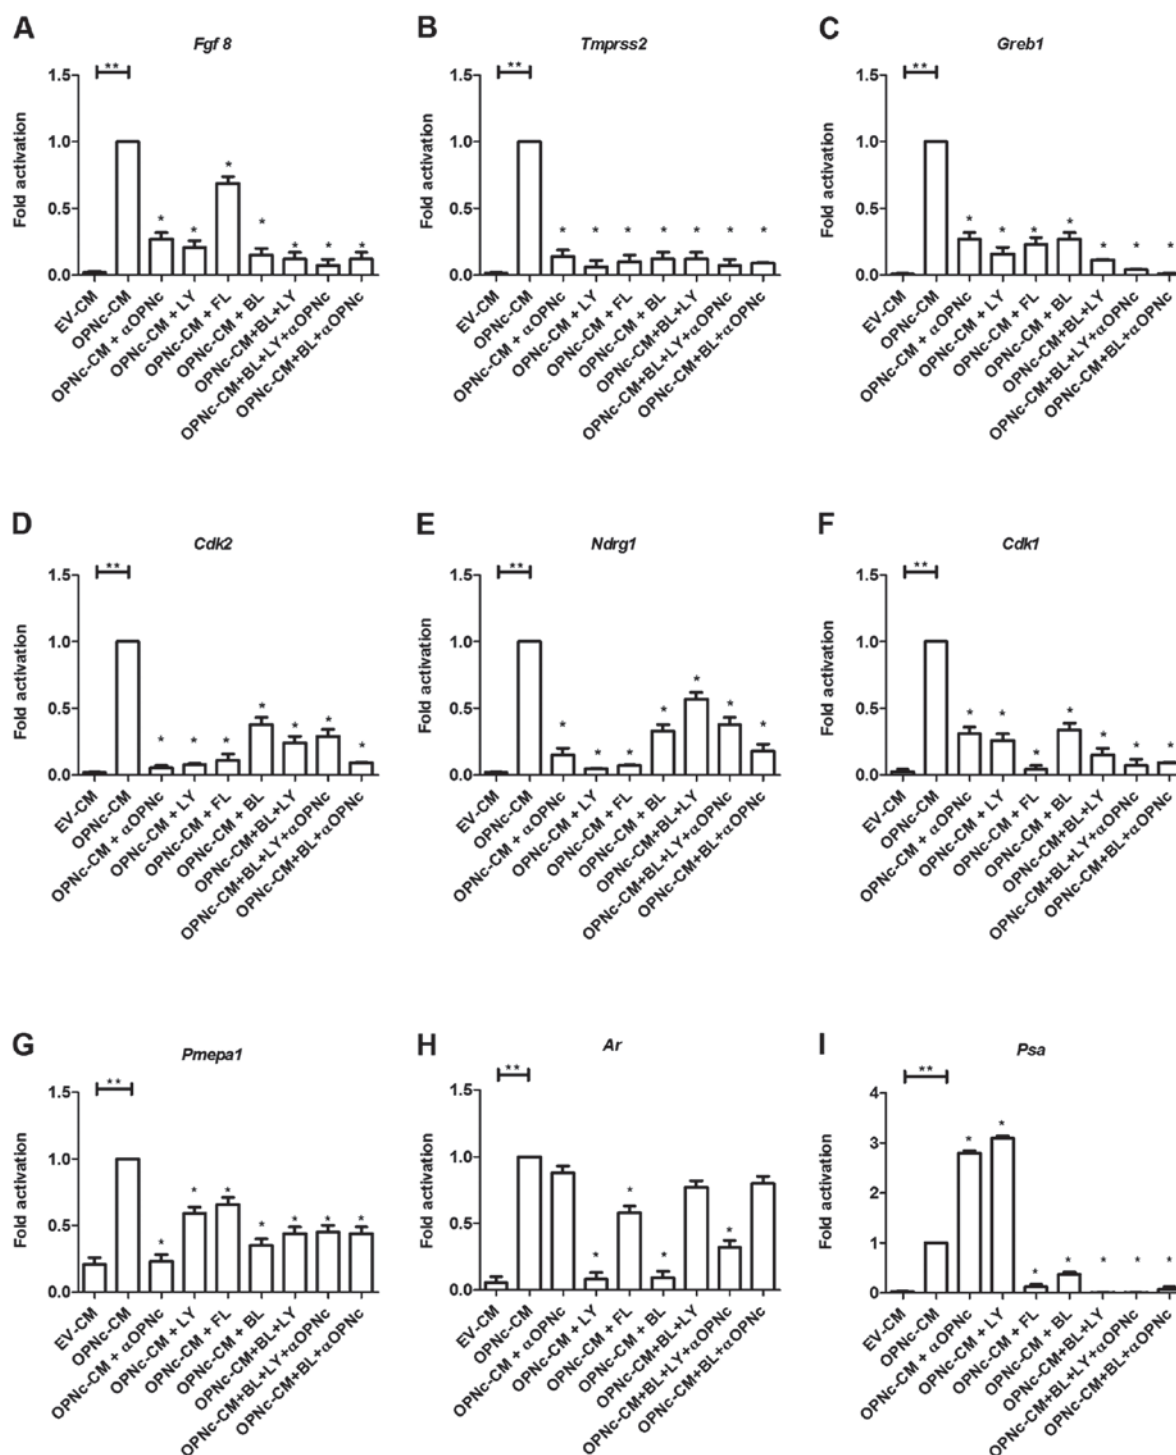 A
Fgf 8
**
1.5
1.0
0.5
0.0
Fold activation
* * * * * * *
EV-CM
OPNc-CM
OPNc-CM + αOPNc
OPNc-CM + LY
OPNc-CM + FL
OPNc-CM + BL
OPNc-CM+BL+LY
OPNc-CM+BL+LY+αOPNc
OPNc-CM+BL+αOPNc
B
Tmprss2
**
1.5
1.0
0.5
0.0
Fold activation
* * * * * * *
EV-CM
OPNc-CM
OPNc-CM + αOPNc
OPNc-CM + LY
OPNc-CM + FL
OPNc-CM + BL
OPNc-CM+BL+LY
OPNc-CM+BL+LY+αOPNc
OPNc-CM+BL+αOPNc
C
Greb1
**
1.5
1.0
0.5
0.0
Fold activation
* * * * * * *
EV-CM
OPNc-CM
OPNc-CM + αOPNc
OPNc-CM + LY
OPNc-CM + FL
OPNc-CM + BL
OPNc-CM+BL+LY
OPNc-CM+BL+LY+αOPNc
OPNc-CM+BL+αOPNc
D
Cdk2
**
1.5
1.0
0.5
0.0
Fold activation
* * * * * * *
EV-CM
OPNc-CM
OPNc-CM + αOPNc
OPNc-CM + LY
OPNc-CM + FL
OPNc-CM + BL
OPNc-CM+BL+LY
OPNc-CM+BL+LY+αOPNc
OPNc-CM+BL+αOPNc
E
Ndrg1
**
1.5
1.0
0.5
0.0
Fold activation
* * * * * * *
EV-CM
OPNc-CM
OPNc-CM + αOPNc
OPNc-CM + LY
OPNc-CM + FL
OPNc-CM + BL
OPNc-CM+BL+LY
OPNc-CM+BL+LY+αOPNc
OPNc-CM+BL+αOPNc
F
Cdk1
**
1.5
1.0
0.5
0.0
Fold activation
* * * * * * *
EV-CM
OPNc-CM
OPNc-CM + αOPNc
OPNc-CM + LY
OPNc-CM + FL
OPNc-CM + BL
OPNc-CM+BL+LY
OPNc-CM+BL+LY+αOPNc
OPNc-CM+BL+αOPNc
G
Pmepa1
**
1.5
1.0
0.5
0.0
Fold activation
* * * * * * *
EV-CM
OPNc-CM
OPNc-CM + αOPNc
OPNc-CM + LY
OPNc-CM + FL
OPNc-CM + BL
OPNc-CM+BL+LY
OPNc-CM+BL+LY+αOPNc
OPNc-CM+BL+αOPNc
H
Ar
**
1.5
1.0
0.5
0.0
Fold activation
* * * *
EV-CM
OPNc-CM
OPNc-CM + αOPNc
OPNc-CM + LY
OPNc-CM + FL
OPNc-CM + BL
OPNc-CM+BL+LY
OPNc-CM+BL+LY+αOPNc
OPNc-CM+BL+αOPNc
I
Psa
**
4
3
2
1
0
Fold activation
* * * * * * *
EV-CM
OPNc-CM
OPNc-CM + αOPNc
OPNc-CM + LY
OPNc-CM + FL
OPNc-CM + BL
OPNc-CM+BL+LY
OPNc-CM+BL+LY+αOPNc
OPNc-CM+BL+αOPNc